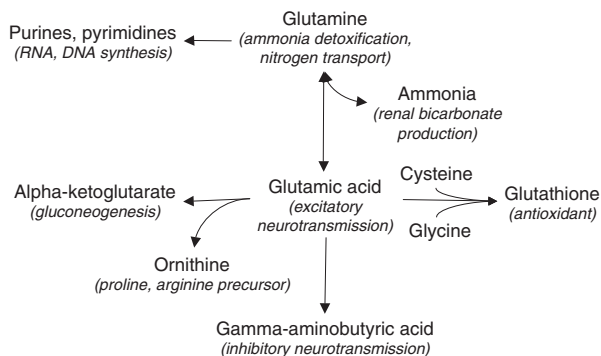 Glutamine
(ammonia detoxification,
nitrogen transport)
Purines, pyrimidines
(RNA, DNA synthesis)
Ammonia
(renal bicarbonate
production)
Alpha-ketoglutarate
(gluconeogenesis)
Glutamic acid
(excitatory
neurotransmission)
Cysteine
Glycine
Glutathione
(antioxidant)
Ornithine
(proline, arginine precursor)
Gamma-aminobutyric acid
(inhibitory neurotransmission)